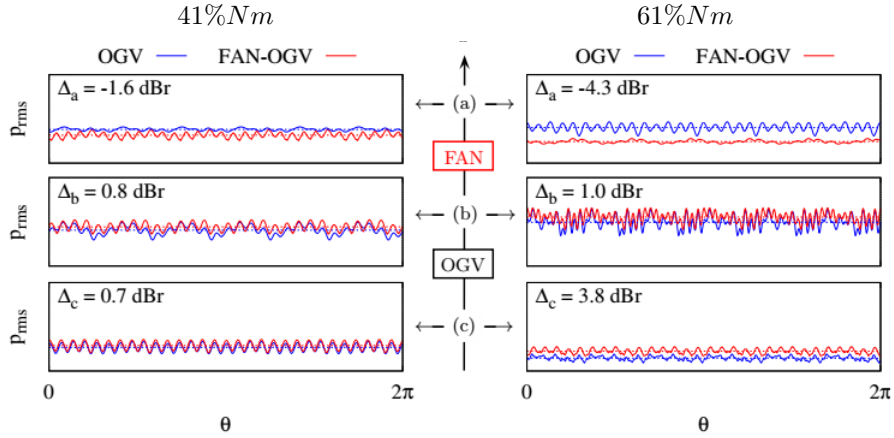 41%Nm
61%Nm
OGV FAN-OGV
OGV FAN-OGV
Δa = -1.6 dBr
(a)
Δa = -4.3 dBr
prms
FAN
Δb = 0.8 dBr
(b)
Δb = 1.0 dBr
prms
OGV
Δc = 0.7 dBr
(c)
Δc = 3.8 dBr
prms
0 2π
0 2π
θ
θ